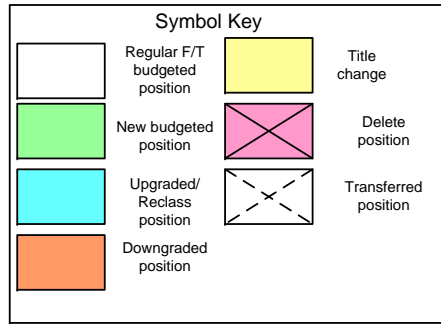 Symbol Key
Regular F/T
budgeted
position
New budgeted
position
Upgraded/
Reclass
position
Downgraded
position
Title
change
Delete
position
Transferred
position